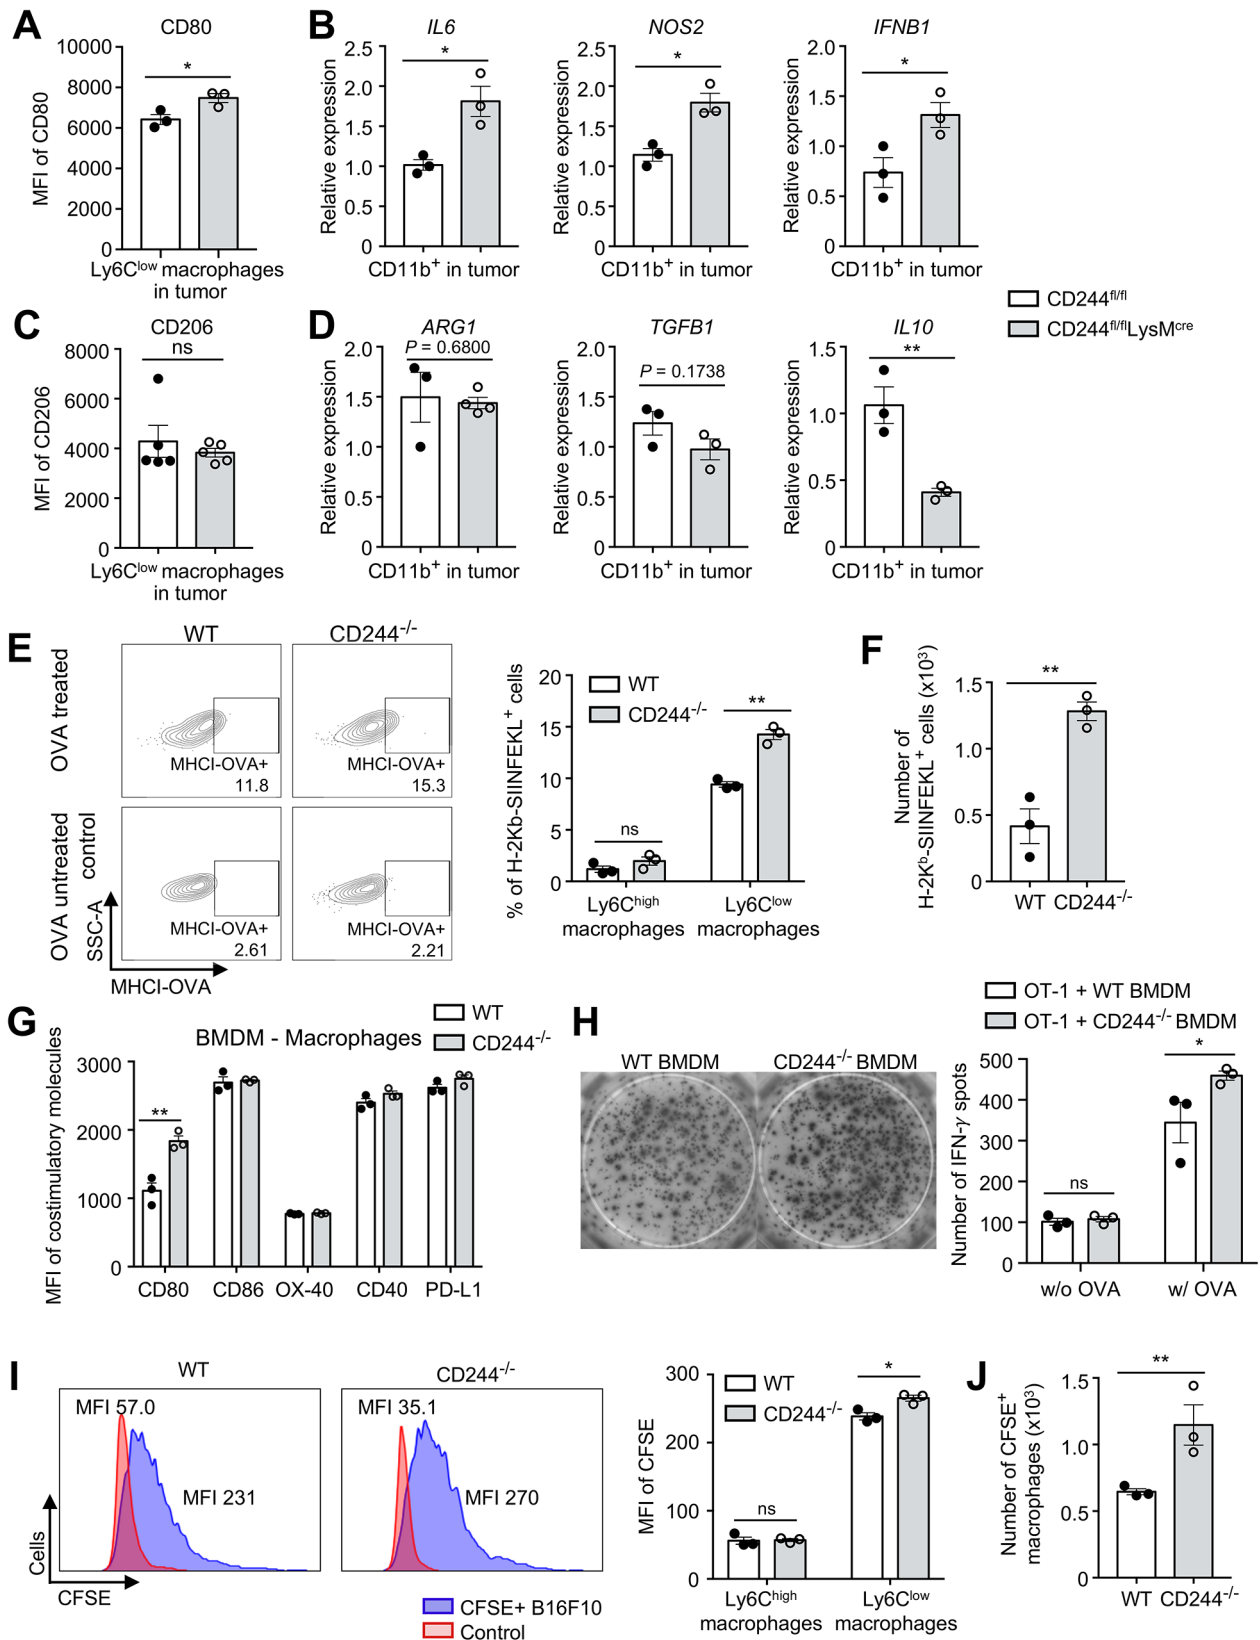 A
CD80
MFI of CD80
10000
8000
6000
4000
2000
0
*
Ly6Clow macrophages
in tumor
B
IL6
Relative expression
2.5
2.0
1.5
1.0
0.5
0
*
CD11b+ in tumor
NOS2
Relative expression
2.5
2.0
1.5
1.0
0.5
0
*
CD11b+ in tumor
IFNB1
Relative expression
2.0
1.5
1.0
0.5
0
*
CD11b+ in tumor
CD244fl/fl
CD244fl/flLysMcre
C
CD206
ns
MFI of CD206
8000
6000
4000
2000
0
Ly6Clow macrophages
in tumor
D
ARG1
P = 0.6800
Relative expression
2.0
1.5
1.0
0.5
0
CD11b+ in tumor
TGFB1
P = 0.1738
Relative expression
2.0
1.5
1.0
0.5
0
CD11b+ in tumor
IL10
**
Relative expression
1.5
1.0
0.5
0
CD11b+ in tumor
E
WT
CD244-/-
OVA treated
MHCI-OVA+
11.8
MHCI-OVA+
15.3
OVA untreated
control
MHCI-OVA+
2.61
MHCI-OVA+
2.21
SSC-A
MHCI-OVA
% of H-2Kb-SIINFEKL+ cells
20
15
10
5
0
WT
CD244-/-
ns
**
Ly6Chigh
macrophages
Ly6Clow
macrophages
F
Number of
H-2Kb-SIINFEKL+ cells (x103)
1.5
1.0
0.5
0
**
WT CD244-/-
G
BMDM - Macrophages
WT
CD244-/-
MFI of costimulatory molecules
3000
2000
1000
0
**
CD80
CD86
OX-40
CD40
PD-L1
H
WT BMDM
CD244-/- BMDM
OT-1 + WT BMDM
OT-1 + CD244-/- BMDM
Number of IFN-γ spots
500
400
300
200
100
0
ns
*
w/o OVA
w/ OVA
I
WT
MFI 57.0
MFI 231
CD244-/-
MFI 35.1
MFI 270
Cells
CFSE
CFSE+ B16F10
Control
MFI of CFSE
300
200
100
0
WT
CD244-/-
ns
*
Ly6Chigh
macrophages
Ly6Clow
macrophages
J
Number of CFSE+
macrophages (x103)
1.5
1.0
0.5
0
**
WT CD244-/-